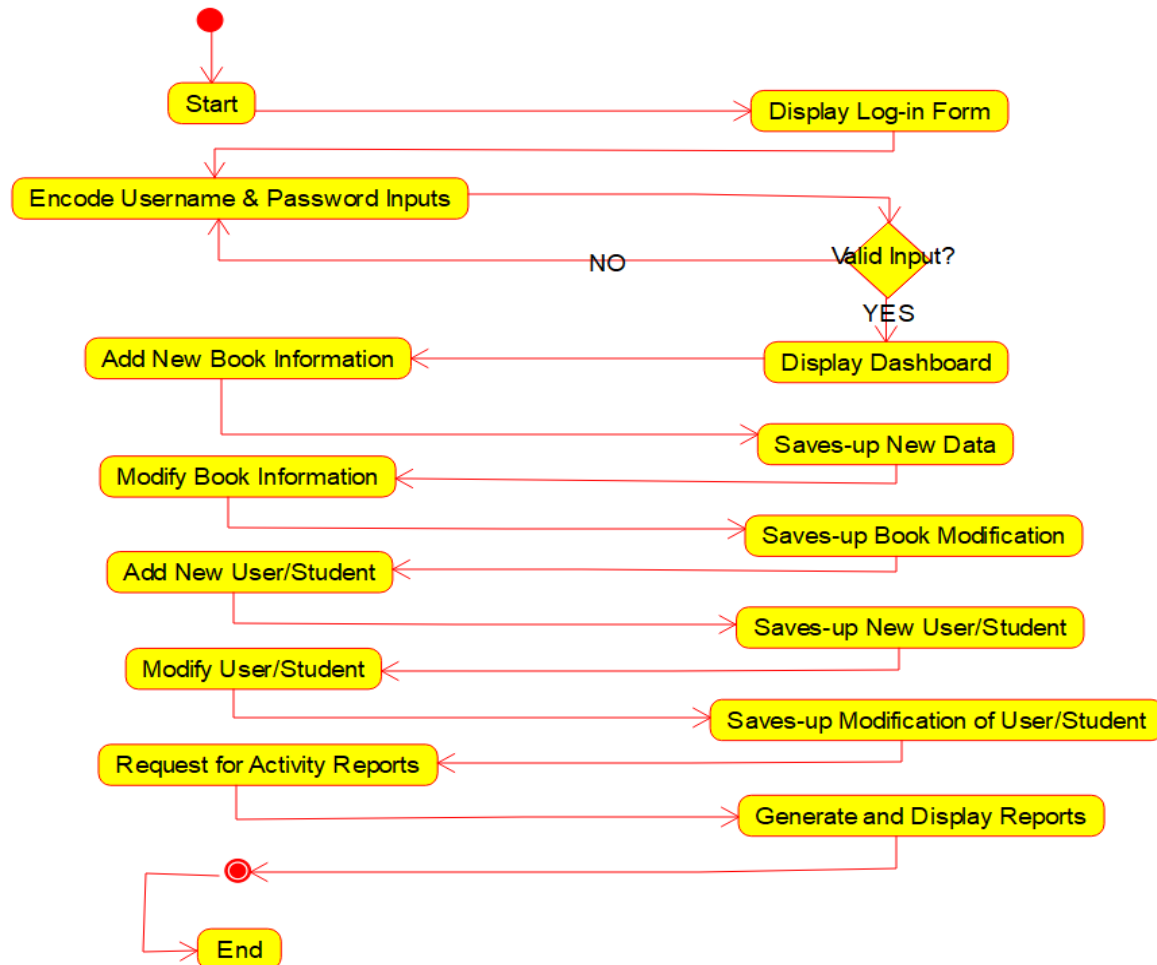 Start
Display Log-in Form
Encode Username & Password Inputs
Valid Input?
NO
YES
Add New Book Information
Display Dashboard
Saves-up New Data
Modify Book Information
Saves-up Book Modification
Add New User/Student
Saves-up New User/Student
Modify User/Student
Saves-up Modification of User/Student
Request for Activity Reports
Generate and Display Reports
End